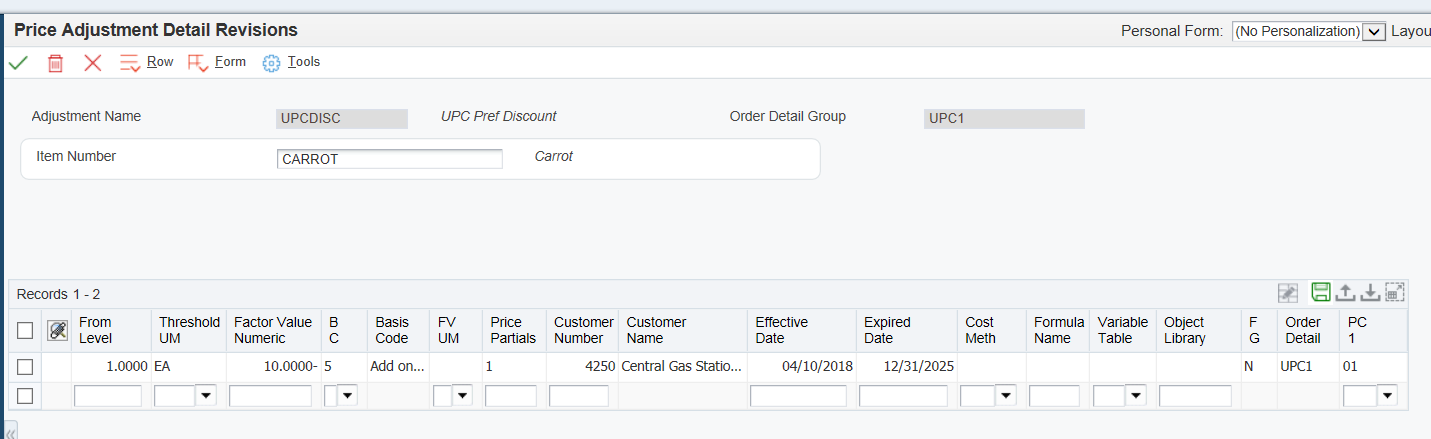 Price Adjustment Detail Revisions Personal Form: (No Personalization) Layou
Row Form Tools
Adjustment Name UPCDISC UPC Pref Discount Order Detail Group UPC1
Item Number CARROT Carrot
Records 1 - 2
From Threshold Factor Value B Basis FV Price Customer Customer Effective Expired Cost Formula Variable Object F Order PC
Level UM Numeric C Code UM Partials Number Name Date Date Meth Name Table Library G Detail 1
1.0000 EA 10.0000- 5 Add on... 1 4250 Central Gas Statio... 04/10/2018 12/31/2025 N UPC1 01